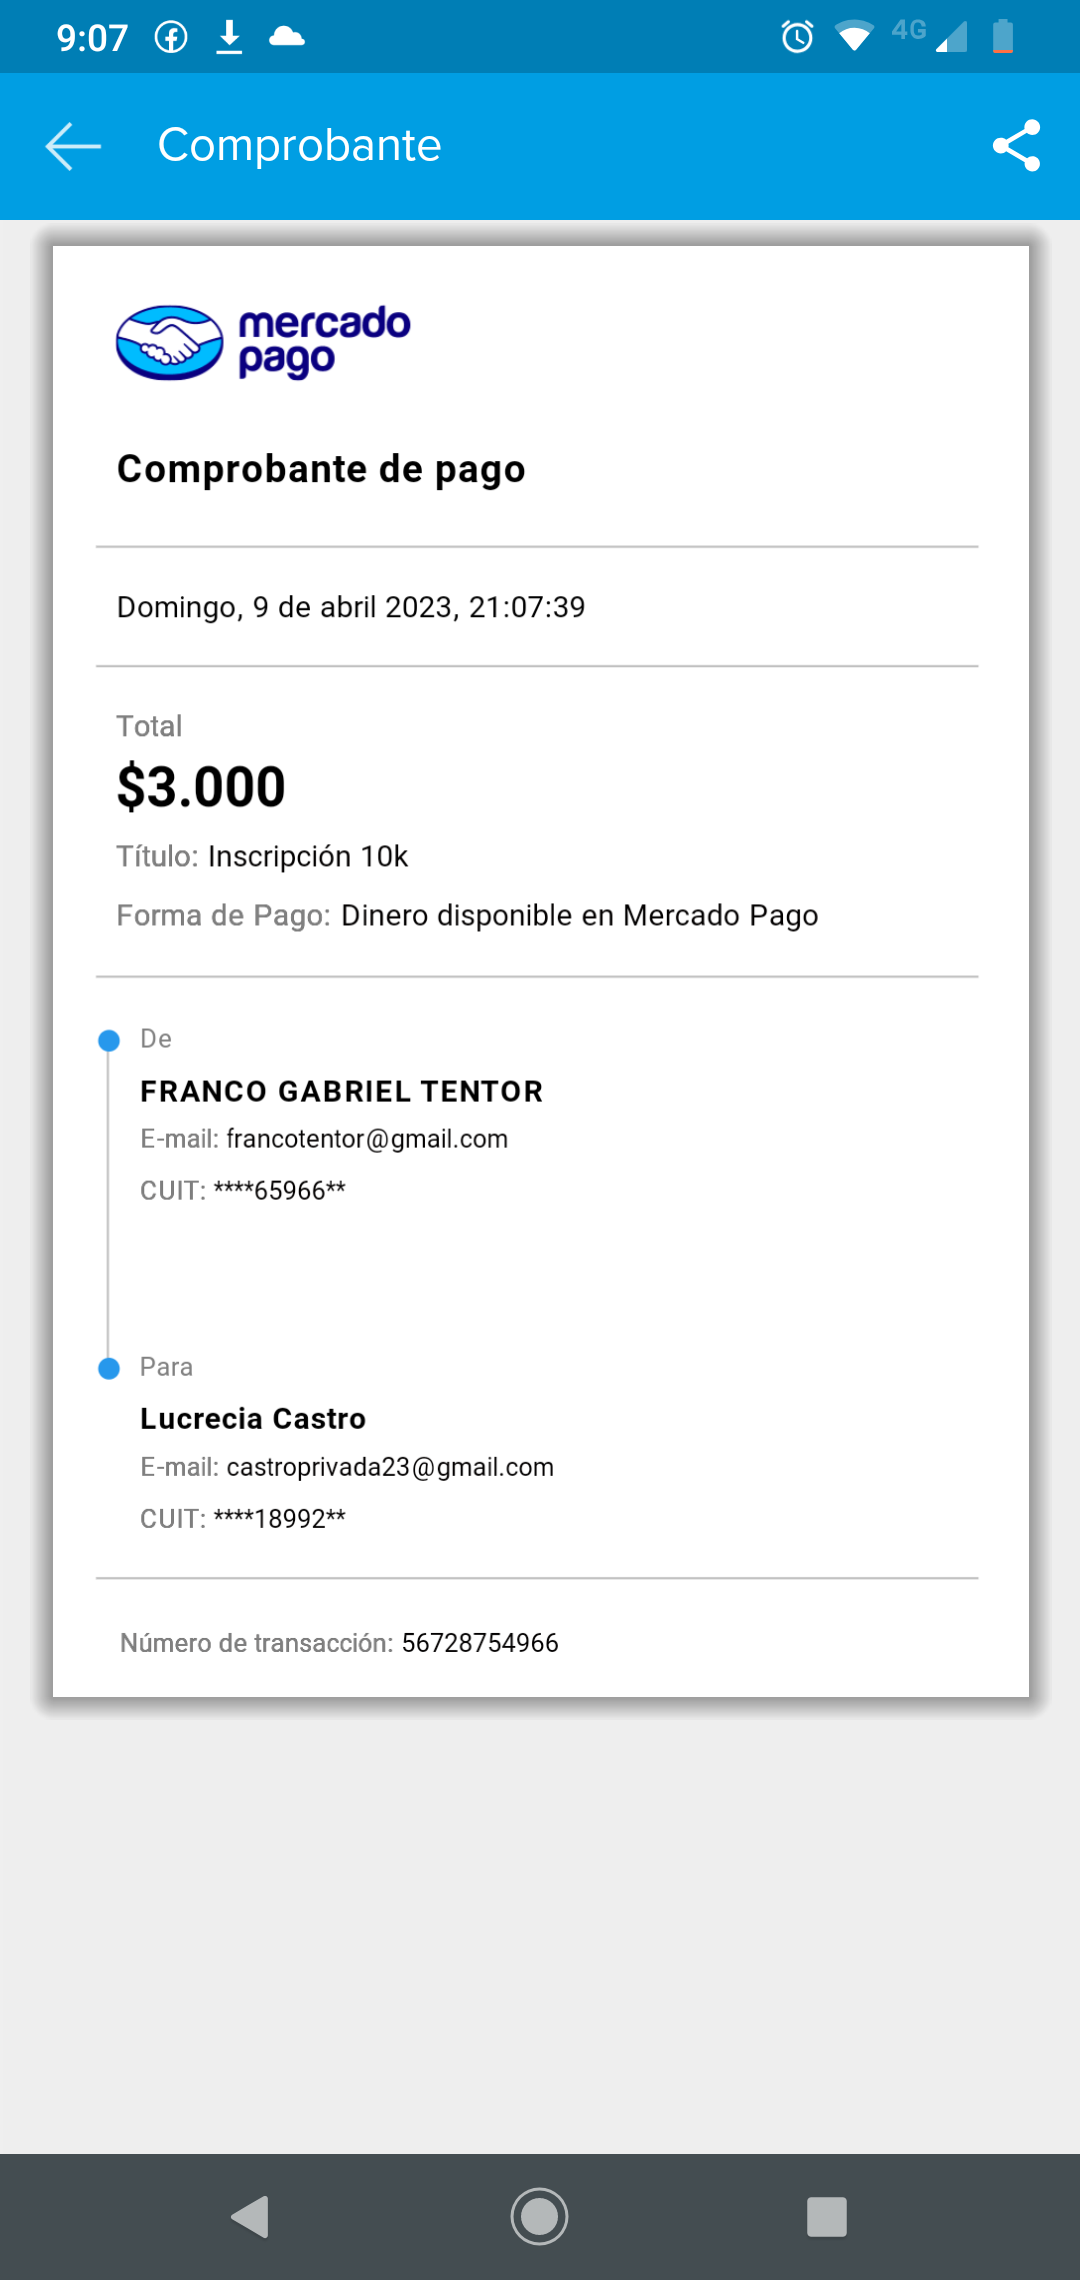 9:07
4G
Comprobante
mercado
pago
Comprobante de pago
Domingo, 9 de abril 2023, 21:07:39
Total
$3.000
Título: Inscripción 10k
Forma de Pago: Dinero disponible en Mercado Pago
De
FRANCO GABRIEL TENTOR
E-mail: francotentor@gmail.com
CUIT: ****65966**
Para
Lucrecia Castro
E-mail: castroprivada23@gmail.com
CUIT: ****18992**
Número de transacción: 56728754966